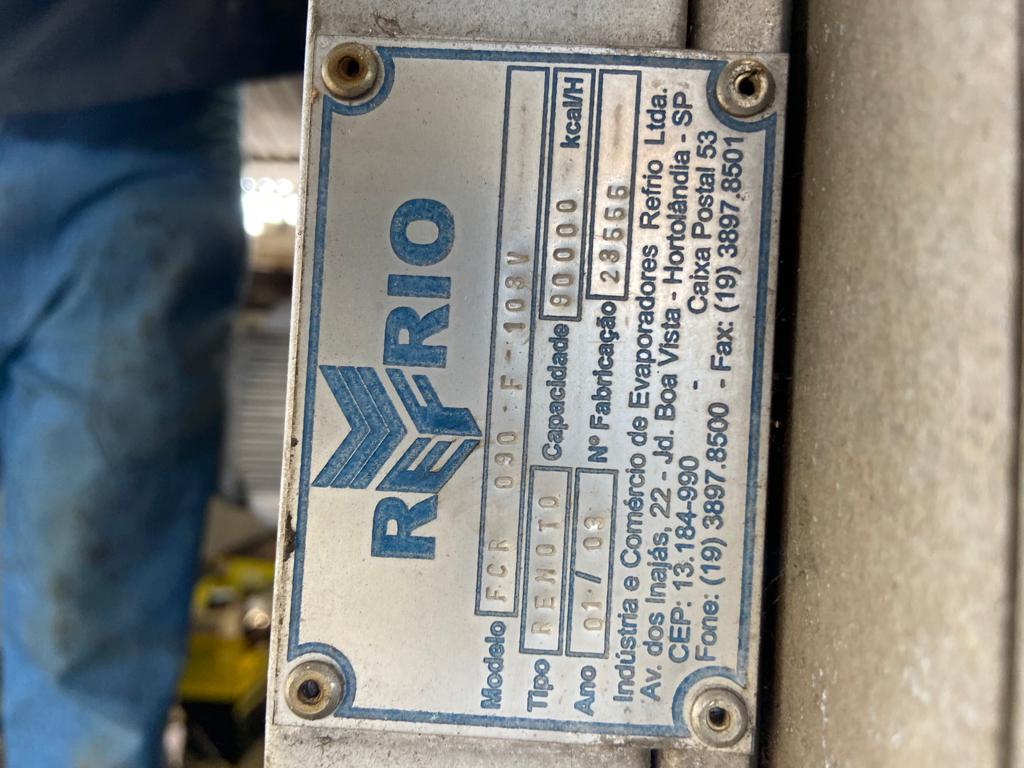 REFRIO
Modelo FCR 090-F-103V
Tipo REMOTO Capacidade 90000 kcal/H
Ano 01/03 Nº Fabricação 23555
Indústria e Comércio de Evaporadores Refrio Ltda.
Av. dos Inajás, 22 - Jd. Boa Vista - Hortolândia - SP
CEP: 13.184-990 - Caixa Postal 53
Fone: (19) 3897.8500 - Fax: (19) 3897.8501